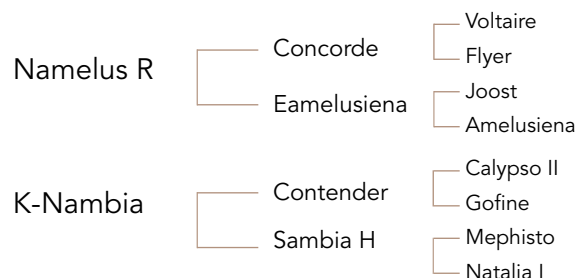 Namelus R
Concorde
Voltaire
Flyer
Eamelusiena
Joost
Amelusiena
K-Nambia
Contender
Calypso II
Gofine
Sambia H
Mephisto
Natalia I